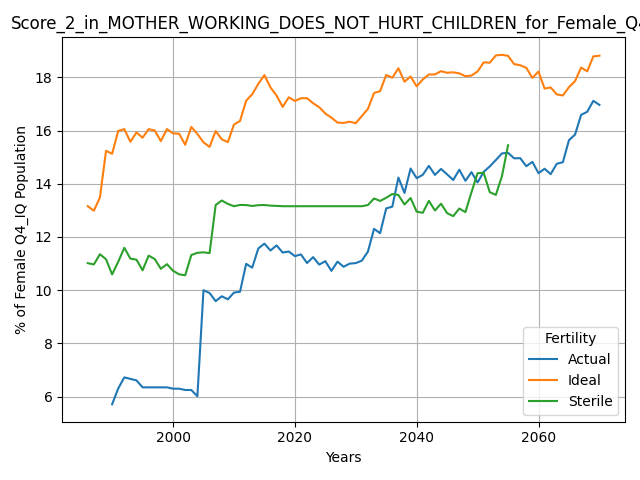 Score_2_in_MOTHER_WORKING_DOES_NOT_HURT_CHILDREN_for_Female_Q4
% of Female Q4_IQ Population
18
16
14
12
10
8
6
Fertility
Actual
Ideal
Sterile
2000 2020 2040 2060
Years